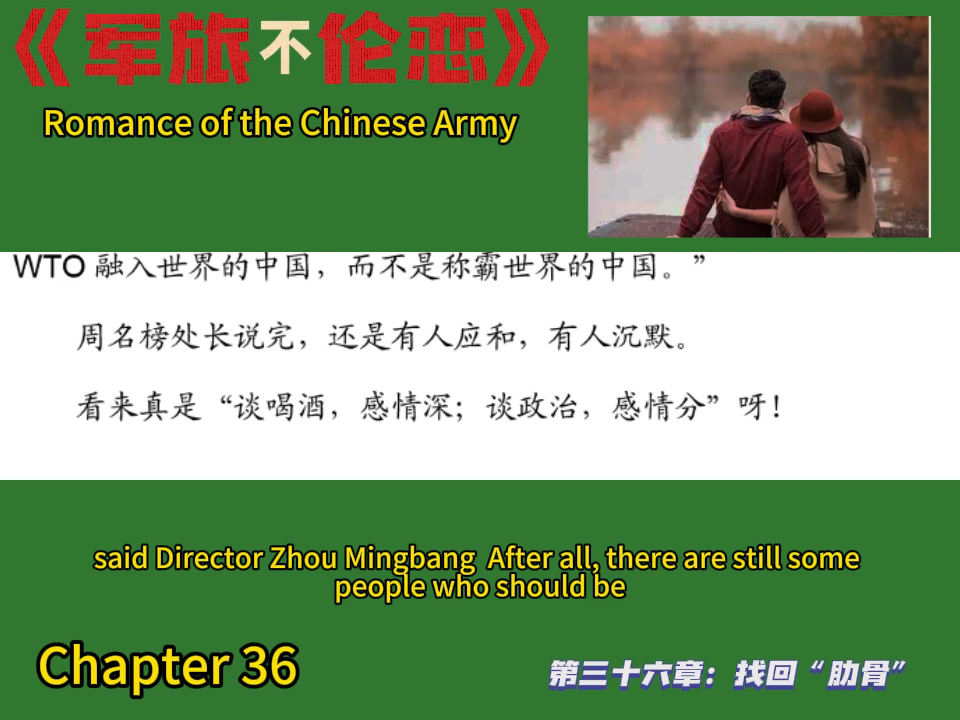 《军旅不伦恋》
Romance of the Chinese Army
WTO 融入世界的中国，而不是称霸世界的中国。”
周名榜处长说完，还是有人应和，有人沉默。
看来真是“谈喝酒，感情深；谈政治，感情分”呀！
said Director Zhou Mingbang After all, there are still some
people who should be
Chapter 36
第三十六章：找回“肋骨”